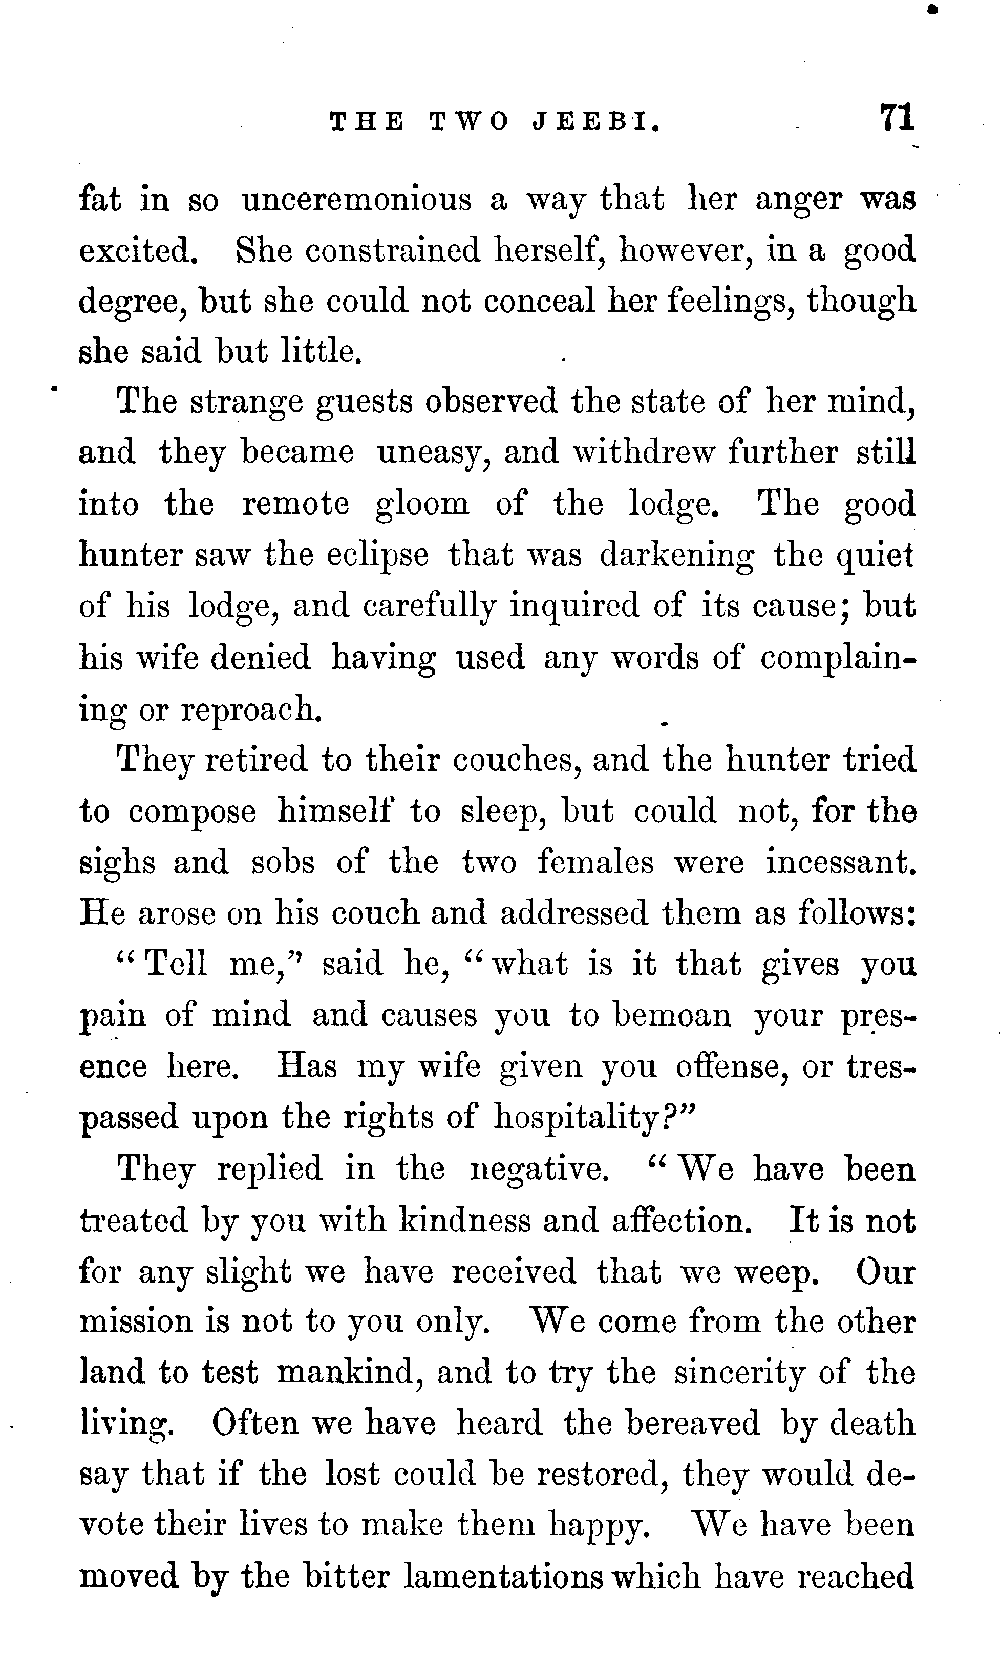 THE TWO JEEBI. 71
fat in so unceremonious a way that her anger was
excited. She constrained herself, however, in a good
degree, but she could not conceal her feelings, though
she said but little.
The strange guests observed the state of her mind,
and they became uneasy, and withdrew further still
into the remote gloom of the lodge. The good
hunter saw the eclipse that was darkening the quiet
of his lodge, and carefully inquired of its cause; but
his wife denied having used any words of complain-
ing or reproach.
They retired to their couches, and the hunter tried
to compose himself to sleep, but could not, for the
sighs and sobs of the two females were incessant.
He arose on his couch and addressed them as follows:
“Tell me,” said he, “what is it that gives you
pain of mind and causes you to bemoan your pres-
ence here. Has my wife given you offense, or tres-
passed upon the rights of hospitality?”
They replied in the negative. “We have been
treated by you with kindness and affection. It is not
for any slight we have received that we weep. Our
mission is not to you only. We come from the other
land to test mankind, and to try the sincerity of the
living. Often we have heard the bereaved by death
say that if the lost could be restored, they would de-
vote their lives to make them happy. We have been
moved by the bitter lamentations which have reached